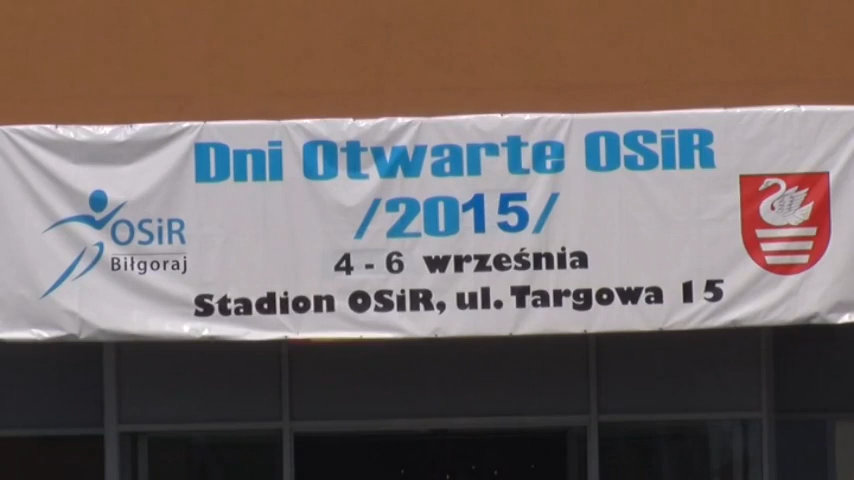 Dni Otwarte OSiR
/2015/
4 - 6 września
Stadion OSiR, ul. Targowa 15
OSiR
Biłgoraj